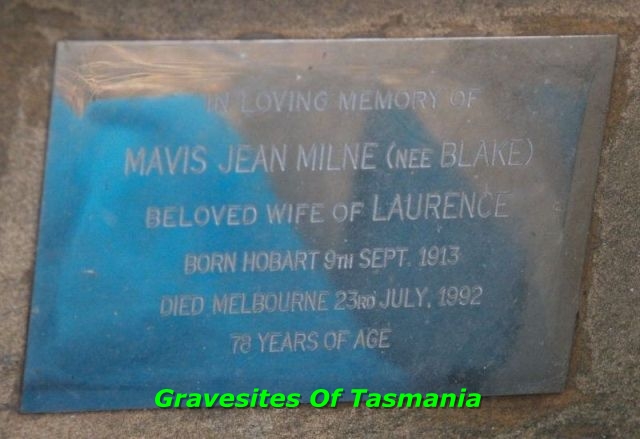 IN LOVING MEMORY OF
MAVIS JEAN MILNE (NEE BLAKE)
BELOVED WIFE OF LAURENCE
BORN HOBART 9TH SEPT. 1913
DIED MELBOURNE 23RD JULY, 1992
78 YEARS OF AGE
Gravesites Of Tasmania